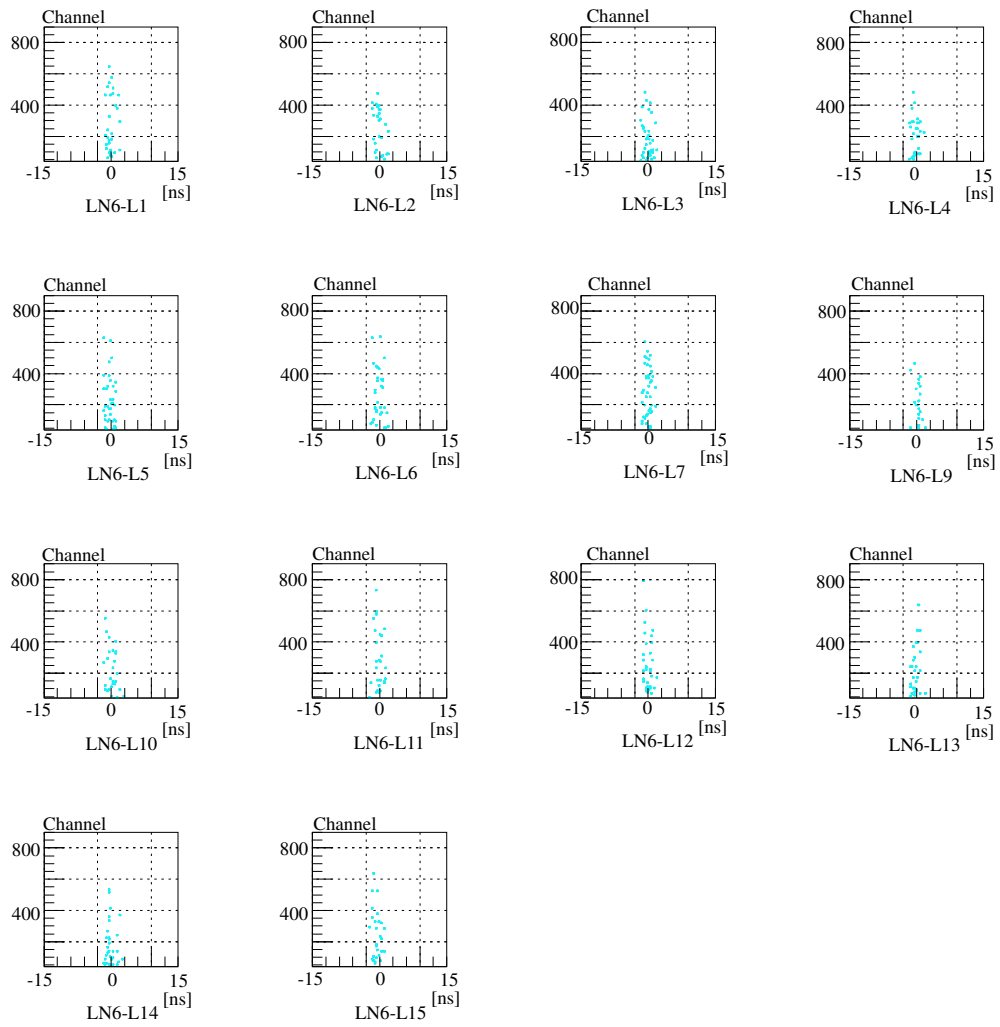 Channel Channel Channel Channel
800 800 800 800
400 400 400 400
-15 0 15 -15 0 15 -15 0 15 -15 0 15
[ns] [ns] [ns] [ns]
LN6-L1 LN6-L2 LN6-L3 LN6-L4
Channel Channel Channel Channel
800 800 800 800
400 400 400 400
-15 0 15 -15 0 15 -15 0 15 -15 0 15
[ns] [ns] [ns] [ns]
LN6-L5 LN6-L6 LN6-L7 LN6-L9
Channel Channel Channel Channel
800 800 800 800
400 400 400 400
-15 0 15 -15 0 15 -15 0 15 -15 0 15
[ns] [ns] [ns] [ns]
LN6-L10 LN6-L11 LN6-L12 LN6-L13
Channel Channel
800 800
400 400
-15 0 15 -15 0 15
[ns] [ns]
LN6-L14 LN6-L15